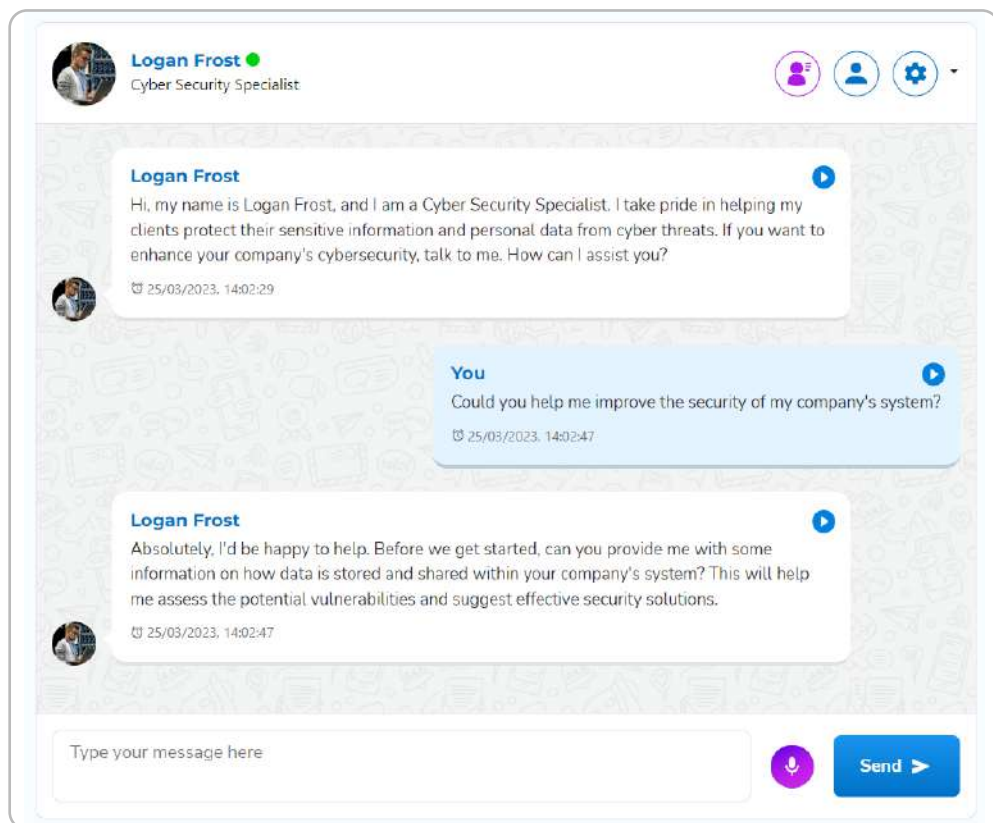 Logan Frost
Cyber Security Specialist
Logan Frost
Hi, my name is Logan Frost, and I am a Cyber Security Specialist. I take pride in helping my
clients protect their sensitive information and personal data from cyber threats. If you want to
enhance your company's cybersecurity, talk to me. How can I assist you?
25/03/2023, 14:02:29
You
Could you help me improve the security of my company's system?
25/03/2023, 14:02:47
Logan Frost
Absolutely, I'd be happy to help. Before we get started, can you provide me with some
information on how data is stored and shared within your company's system? This will help
me assess the potential vulnerabilities and suggest effective security solutions.
25/03/2023, 14:02:47
Type your message here
Send